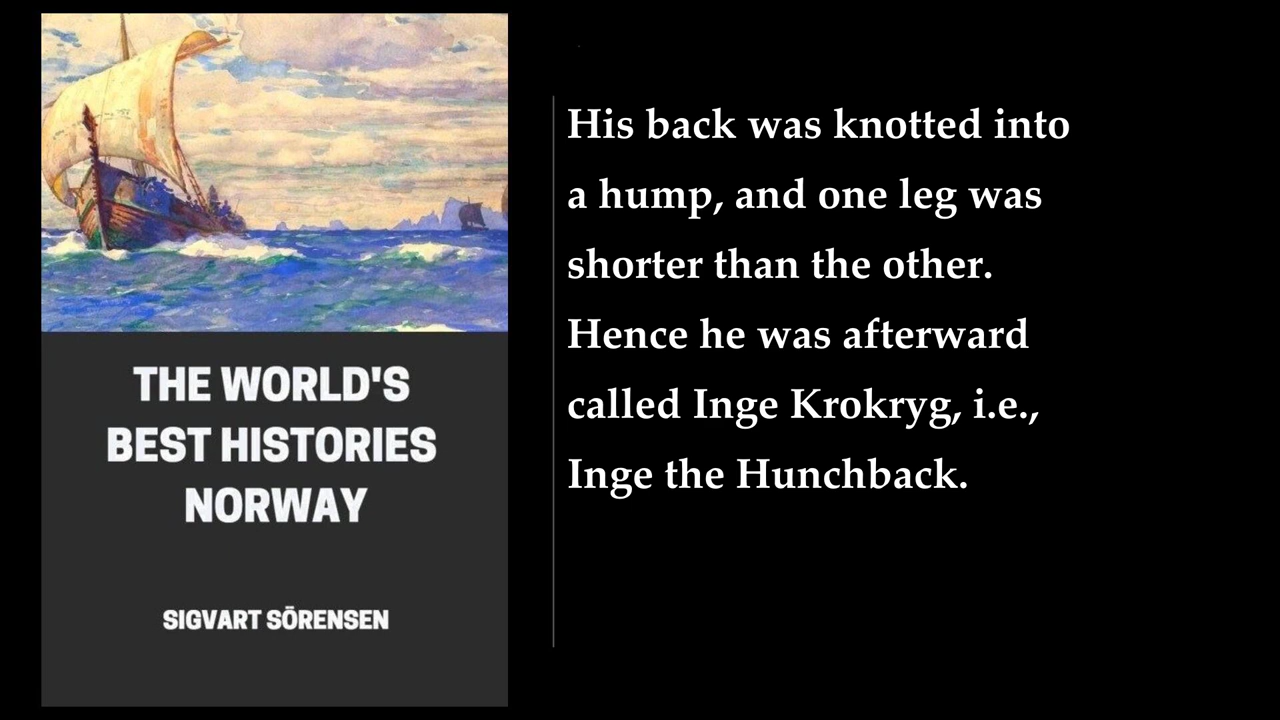 THE WORLD'S
BEST HISTORIES
NORWAY
SIGVART SÖRENSEN
His back was knotted into
a hump, and one leg was
shorter than the other.
Hence he was afterward
called Inge Krokryg, i.e.,
Inge the Hunchback.